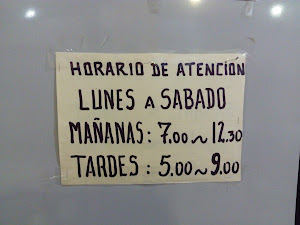 HORARIO DE ATENCION
LUNES A SABADO
MAÑANAS: 7.00~12.30
TARDES: 5.00~9.00